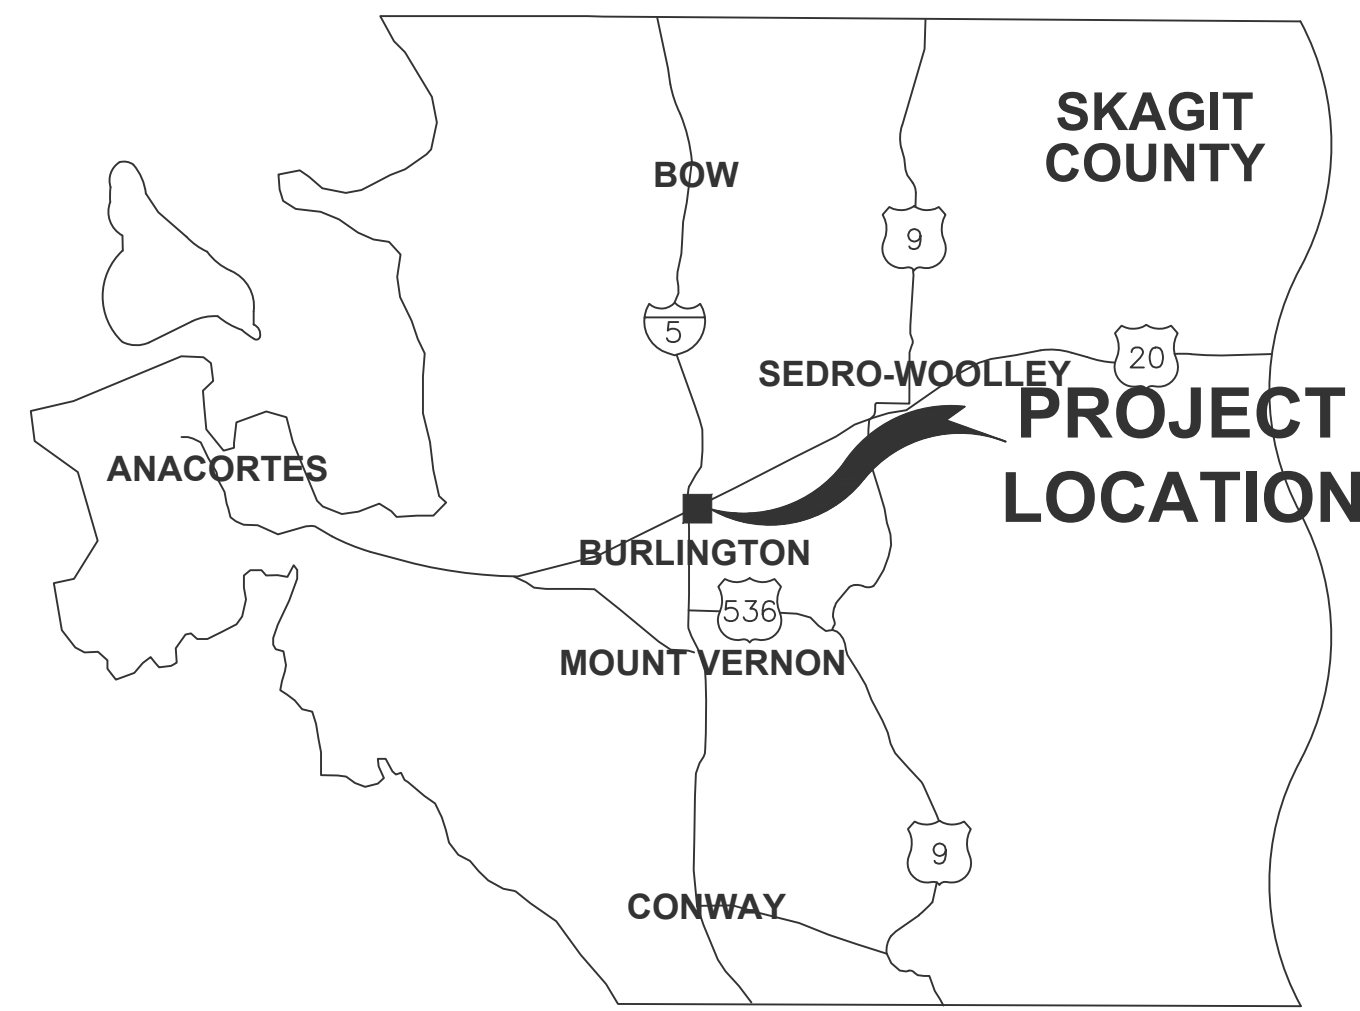 SKAGIT
COUNTY
BOW
9
5
20
SEDRO-WOOLLEY
PROJECT
LOCATION
ANACORTES
BURLINGTON
536
MOUNT VERNON
9
CONWAY